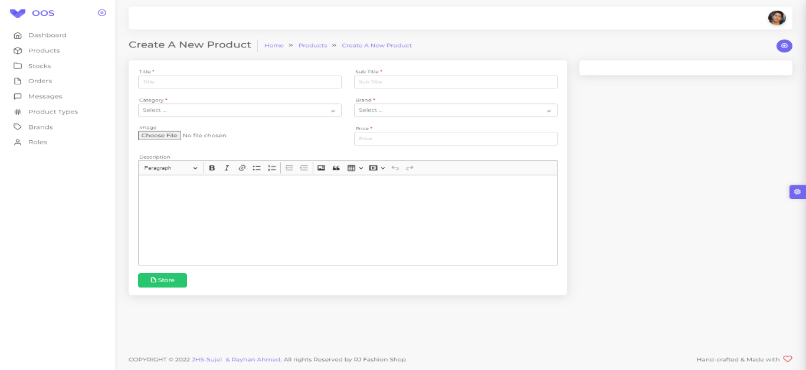 OOS
Dashboard
Products
Stocks
Orders
Messages
Product Types
Brands
Roles
Create A New Product
Home » Products » Create A New Product
Title *
Title
Sub Title *
Sub Title
Category *
Select ...
Brand *
Select ...
Image
Choose File No file chosen
Price *
Price
Description
Paragraph
Store
COPYRIGHT © 2022 JHS Sujel & Rayhan Ahmed, All rights Reserved by RJ Fashion Shop
Hand-crafted & Made with